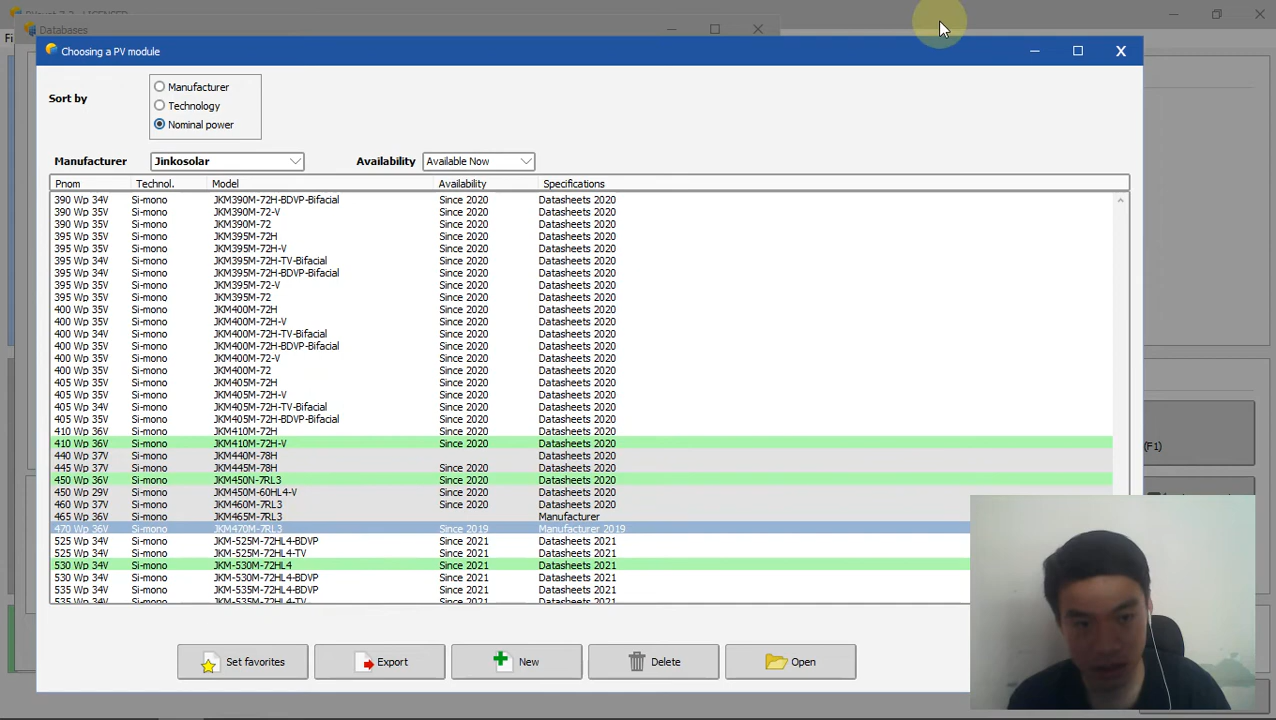 Databases
Fi
Choosing a PV module
X
Sort by
Manufacturer
Technology
Nominal power
Manufacturer Jinkosolar Availability Available Now
Pnom Technol. Model Availability Specifications
390 Wp 34V Si-mono JKM390M-72H-BDVP-Bifacial Since 2020 Datasheets 2020
390 Wp 35V Si-mono JKM390M-72-V Since 2020 Datasheets 2020
390 Wp 35V Si-mono JKM390M-72 Since 2020 Datasheets 2020
395 Wp 35V Si-mono JKM395M-72H Since 2020 Datasheets 2020
395 Wp 35V Si-mono JKM395M-72H-V Since 2020 Datasheets 2020
395 Wp 34V Si-mono JKM395M-72H-TV-Bifacial Since 2020 Datasheets 2020
395 Wp 35V Si-mono JKM395M-72H-BDVP-Bifacial Since 2020 Datasheets 2020
395 Wp 35V Si-mono JKM395M-72-V Since 2020 Datasheets 2020
395 Wp 35V Si-mono JKM395M-72 Since 2020 Datasheets 2020
400 Wp 35V Si-mono JKM400M-72H Since 2020 Datasheets 2020
400 Wp 35V Si-mono JKM400M-72H-V Since 2020 Datasheets 2020
400 Wp 34V Si-mono JKM400M-72H-TV-Bifacial Since 2020 Datasheets 2020
400 Wp 35V Si-mono JKM400M-72H-BDVP-Bifacial Since 2020 Datasheets 2020
400 Wp 35V Si-mono JKM400M-72-V Since 2020 Datasheets 2020
400 Wp 35V Si-mono JKM400M-72 Since 2020 Datasheets 2020
405 Wp 35V Si-mono JKM405M-72H Since 2020 Datasheets 2020
405 Wp 35V Si-mono JKM405M-72H-V Since 2020 Datasheets 2020
405 Wp 34V Si-mono JKM405M-72H-TV-Bifacial Since 2020 Datasheets 2020
405 Wp 35V Si-mono JKM405M-72H-BDVP-Bifacial Since 2020 Datasheets 2020
410 Wp 36V Si-mono JKM410M-72H Since 2020 Datasheets 2020
410 Wp 36V Si-mono JKM410M-72H-V Since 2020 Datasheets 2020
440 Wp 37V Si-mono JKM440M-78H Datasheets 2020
445 Wp 37V Si-mono JKM445M-78H Since 2020 Datasheets 2020
450 Wp 36V Si-mono JKM450N-7RL3 Since 2020 Datasheets 2020
450 Wp 29V Si-mono JKM450M-60HL4-V Since 2020 Datasheets 2020
460 Wp 37V Si-mono JKM460M-7RL3 Since 2020 Datasheets 2020
465 Wp 36V Si-mono JKM465M-7RL3 Manufacturer
470 Wp 36V Si-mono JKM470M-7RL3 Since 2019 Manufacturer 2019
525 Wp 34V Si-mono JKM-525M-72HL4-BDVP Since 2021 Datasheets 2021
525 Wp 34V Si-mono JKM-525M-72HL4-TV Since 2021 Datasheets 2021
530 Wp 34V Si-mono JKM-530M-72HL4 Since 2021 Datasheets 2021
530 Wp 34V Si-mono JKM-530M-72HL4-BDVP Since 2021 Datasheets 2021
535 Wp 34V Si-mono JKM-535M-72HL4-BDVP Since 2021 Datasheets 2021
535 Wp 34V Si-mono JKM-535M-72HL4-TV Since 2021 Datasheets 2021
(F1)
Set favorites Export New Delete Open